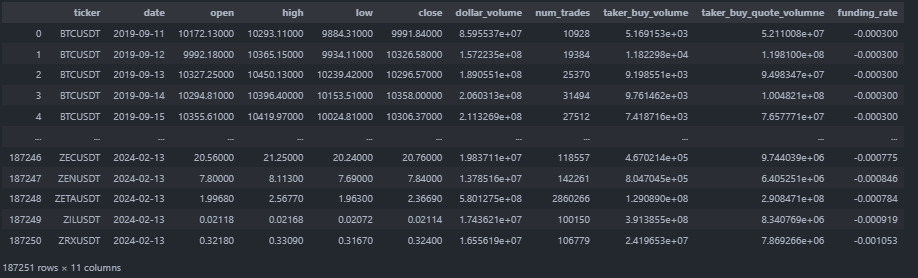 ticker date open high low close dollar_volume num_trades taker_buy_volume taker_buy_quote_volumne funding_rate
0 BTCUSDT 2019-09-11 10172.13000 10293.11000 9884.31000 9991.84000 8.595537e+07 10928 5.169153e+03 5.211008e+07 -0.000300
1 BTCUSDT 2019-09-12 9992.18000 10365.15000 9934.11000 10326.58000 1.572235e+08 19384 1.182298e+04 1.198100e+08 -0.000300
2 BTCUSDT 2019-09-13 10327.25000 10450.13000 10239.42000 10296.57000 1.890551e+08 25370 9.198551e+03 9.498347e+07 -0.000300
3 BTCUSDT 2019-09-14 10294.81000 10396.40000 10153.51000 10358.00000 2.060313e+08 31494 9.761462e+03 1.004821e+08 -0.000300
4 BTCUSDT 2019-09-15 10355.61000 10419.97000 10024.81000 10306.37000 2.113269e+08 27512 7.418716e+03 7.657771e+07 -0.000300
... ... ... ... ... ... ... ... ... ... ... ...
187246 ZECUSDT 2024-02-13 20.56000 21.25000 20.24000 20.76000 1.983711e+07 118557 4.670214e+05 9.744039e+06 -0.000775
187247 ZENUSDT 2024-02-13 7.80000 8.11300 7.69000 7.84000 1.378516e+07 142261 8.047045e+05 6.405251e+06 -0.000846
187248 ZETAUSDT 2024-02-13 1.99680 2.56770 1.96300 2.36690 5.801275e+08 2860266 1.290890e+08 2.908471e+08 -0.000784
187249 ZILUSDT 2024-02-13 0.02118 0.02168 0.02072 0.02114 1.743621e+07 100150 3.913855e+08 8.340769e+06 -0.000919
187250 ZRXUSDT 2024-02-13 0.32180 0.33090 0.31670 0.32400 1.655619e+07 106779 2.419653e+07 7.869266e+06 -0.001053
187251 rows × 11 columns